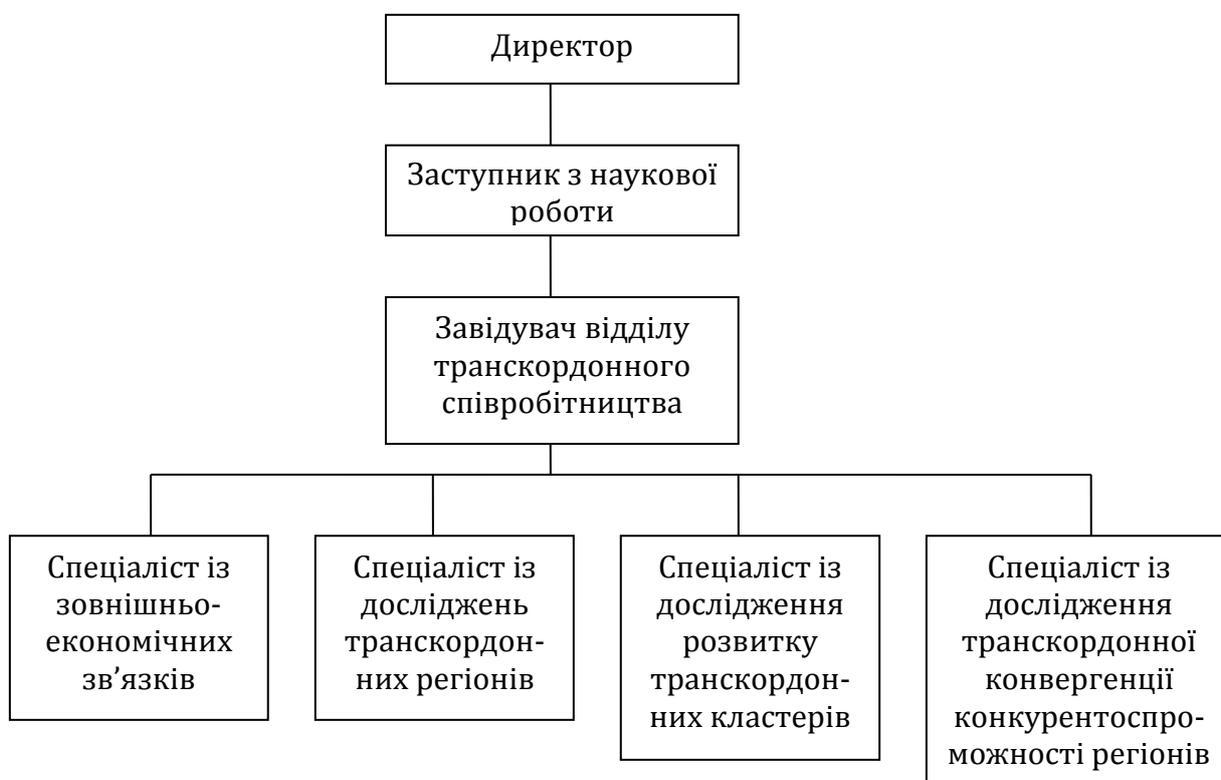 Директор
Заступник з наукової
роботи
Завідувач відділу
транскордонного
співробітництва
Спеціаліст із
зовнішньо-
економічних
зв’язків
Спеціаліст із
досліджень
транскордон-
них регіонів
Спеціаліст із
дослідження
розвитку
транскордон-
них кластерів
Спеціаліст із
дослідження
транскордонної
конвергенції
конкурентоспро-
можності регіонів